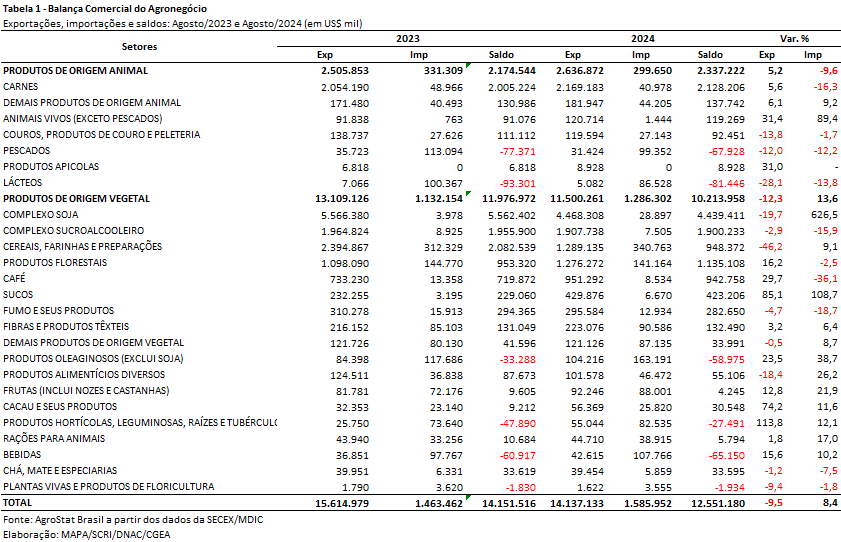 Tabela 1 - Balança Comercial do Agronegócio
Exportações, importações e saldos: Agosto/2023 e Agosto/2024 (em US$ mil)
Setores 2023 2024 Var. %
Exp Imp Saldo Exp Imp Saldo Exp Imp
PRODUTOS DE ORIGEM ANIMAL 2.505.853 331.309 2.174.544 2.636.872 299.650 2.337.222 5,2 -9,6
CARNES 2.054.190 48.966 2.005.224 2.169.183 40.978 2.128.206 5,6 -16,3
DEMAIS PRODUTOS DE ORIGEM ANIMAL 171.480 40.493 130.986 181.947 44.205 137.742 6,1 9,2
ANIMAIS VIVOS (EXCETO PESCADOS) 91.838 763 91.076 120.714 1.444 119.269 31,4 89,4
COUROS, PRODUTOS DE COURO E PELETERIA 138.737 27.626 111.112 119.594 27.143 92.451 -13,8 -1,7
PESCADOS 35.723 113.094 -77.371 31.424 99.352 -67.928 -12,0 -12,2
PRODUTOS APICOLAS 6.818 0 6.818 8.928 0 8.928 31,0 -
LÁCTEOS 7.066 100.367 -93.301 5.082 86.528 -81.446 -28,1 -13,8
PRODUTOS DE ORIGEM VEGETAL 13.109.126 1.132.154 11.976.972 11.500.261 1.286.302 10.213.958 -12,3 13,6
COMPLEXO SOJA 5.566.380 3.978 5.562.402 4.468.308 28.897 4.439.411 -19,7 626,5
COMPLEXO SUCROALCOOLEIRO 1.964.824 8.925 1.955.900 1.907.738 7.505 1.900.233 -2,9 -15,9
CEREAIS, FARINHAS E PREPARAÇÕES 2.394.867 312.329 2.082.539 1.289.135 340.763 948.372 -46,2 9,1
PRODUTOS FLORESTAIS 1.098.090 144.770 953.320 1.276.272 141.164 1.135.108 16,2 -2,5
CAFÉ 733.230 13.358 719.872 951.292 8.534 942.758 29,7 -36,1
SUCOS 232.255 3.195 229.060 429.876 6.670 423.206 85,1 108,7
FUMO E SEUS PRODUTOS 310.278 15.913 294.365 295.584 12.934 282.650 -4,7 -18,7
FIBRAS E PRODUTOS TÊXTEIS 216.152 85.103 131.049 223.076 90.586 132.490 3,2 6,4
DEMAIS PRODUTOS DE ORIGEM VEGETAL 121.726 80.130 41.596 121.126 87.135 33.991 -0,5 8,7
PRODUTOS OLEAGINOSOS (EXCLUI SOJA) 84.398 117.686 -33.288 104.216 163.191 -58.975 23,5 38,7
PRODUTOS ALIMENTÍCIOS DIVERSOS 124.511 36.838 87.673 101.578 46.472 55.106 -18,4 26,2
FRUTAS (INCLUI NOZES E CASTANHAS) 81.781 72.176 9.605 92.246 88.001 4.245 12,8 21,9
CACAU E SEUS PRODUTOS 32.353 23.140 9.212 56.369 25.820 30.548 74,2 11,6
PRODUTOS HORTÍCOLAS, LEGUMINOSAS, RAÍZES E TUBÉRCULO 25.750 73.640 -47.890 55.044 82.535 -27.491 113,8 12,1
RAÇÕES PARA ANIMAIS 43.940 33.256 10.684 44.710 38.915 5.794 1,8 17,0
BEBIDAS 36.851 97.767 -60.917 42.615 107.766 -65.150 15,6 10,2
CHÁ, MATE E ESPECIARIAS 39.951 6.331 33.619 39.454 5.859 33.595 -1,2 -7,5
PLANTAS VIVAS E PRODUTOS DE FLORICULTURA 1.790 3.620 -1.830 1.622 3.555 -1.934 -9,4 -1,8
TOTAL 15.614.979 1.463.462 14.151.516 14.137.133 1.585.952 12.551.180 -9,5 8,4
Fonte: AgroStat Brasil a partir dos dados da SECEX/MDIC
Elaboração: MAPA/SCRI/DNAC/CGEA